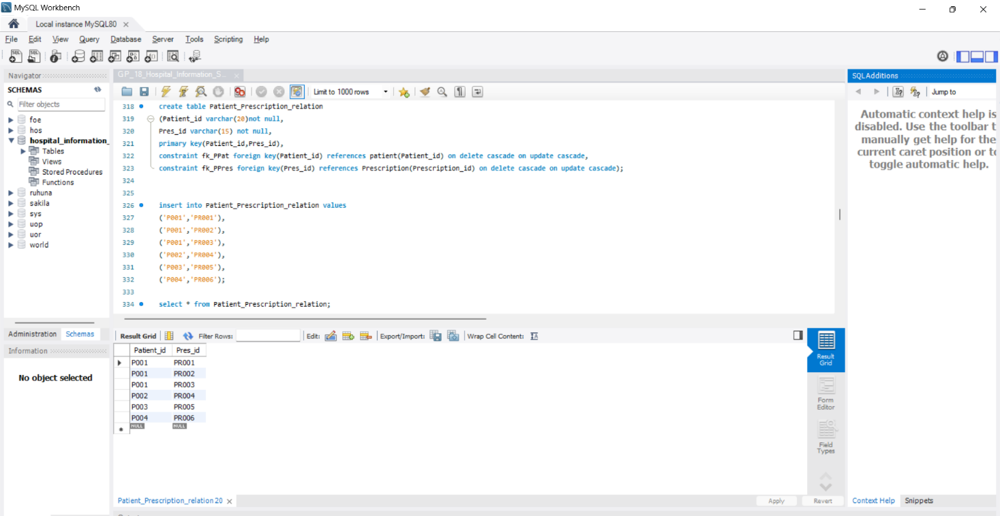 MySQL Workbench
Local instance MySQL80
File Edit View Query Database Server Tools Scripting Help
Navigator
SCHEMAS
Filter objects
foe
hos
hospital_information_
Tables
Views
Stored Procedures
Functions
ruhuna
sakila
sys
uop
uor
world
Administration Schemas
Information
No object selected
GP_18_Hospital_Information_S...
Limit to 1000 rows
318 create table Patient_Prescription_relation
319 (Patient_id varchar(20)not null,
320 Pres_id varchar(15) not null,
321 primary key(Patient_id,Pres_id),
322 constraint fk_PPat foreign key(Patient_id) references patient(Patient_id) on delete cascade on update cascade,
323 constraint fk_PPres foreign key(Pres_id) references Prescription(Prescription_id) on delete cascade on update cascade);
324
325
326 insert into Patient_Prescription_relation values
327 ('P001','PR001'),
328 ('P001','PR002'),
329 ('P001','PR003'),
330 ('P002','PR004'),
331 ('P003','PR005'),
332 ('P004','PR006');
333
334 select * from Patient_Prescription_relation;
Result Grid Filter Rows: Edit: Export/Import: Wrap Cell Content:
Patient_id Pres_id
P001 PR001
P001 PR002
P001 PR003
P002 PR004
P003 PR005
P004 PR006
NULL NULL
Result
Grid
Form
Editor
Field
Types
Patient_Prescription_relation 20
Apply Revert
SQLAdditions
Jump to
Automatic context help is
disabled. Use the toolbar t
manually get help for the
current caret position or to
toggle automatic help.
Context Help Snippets